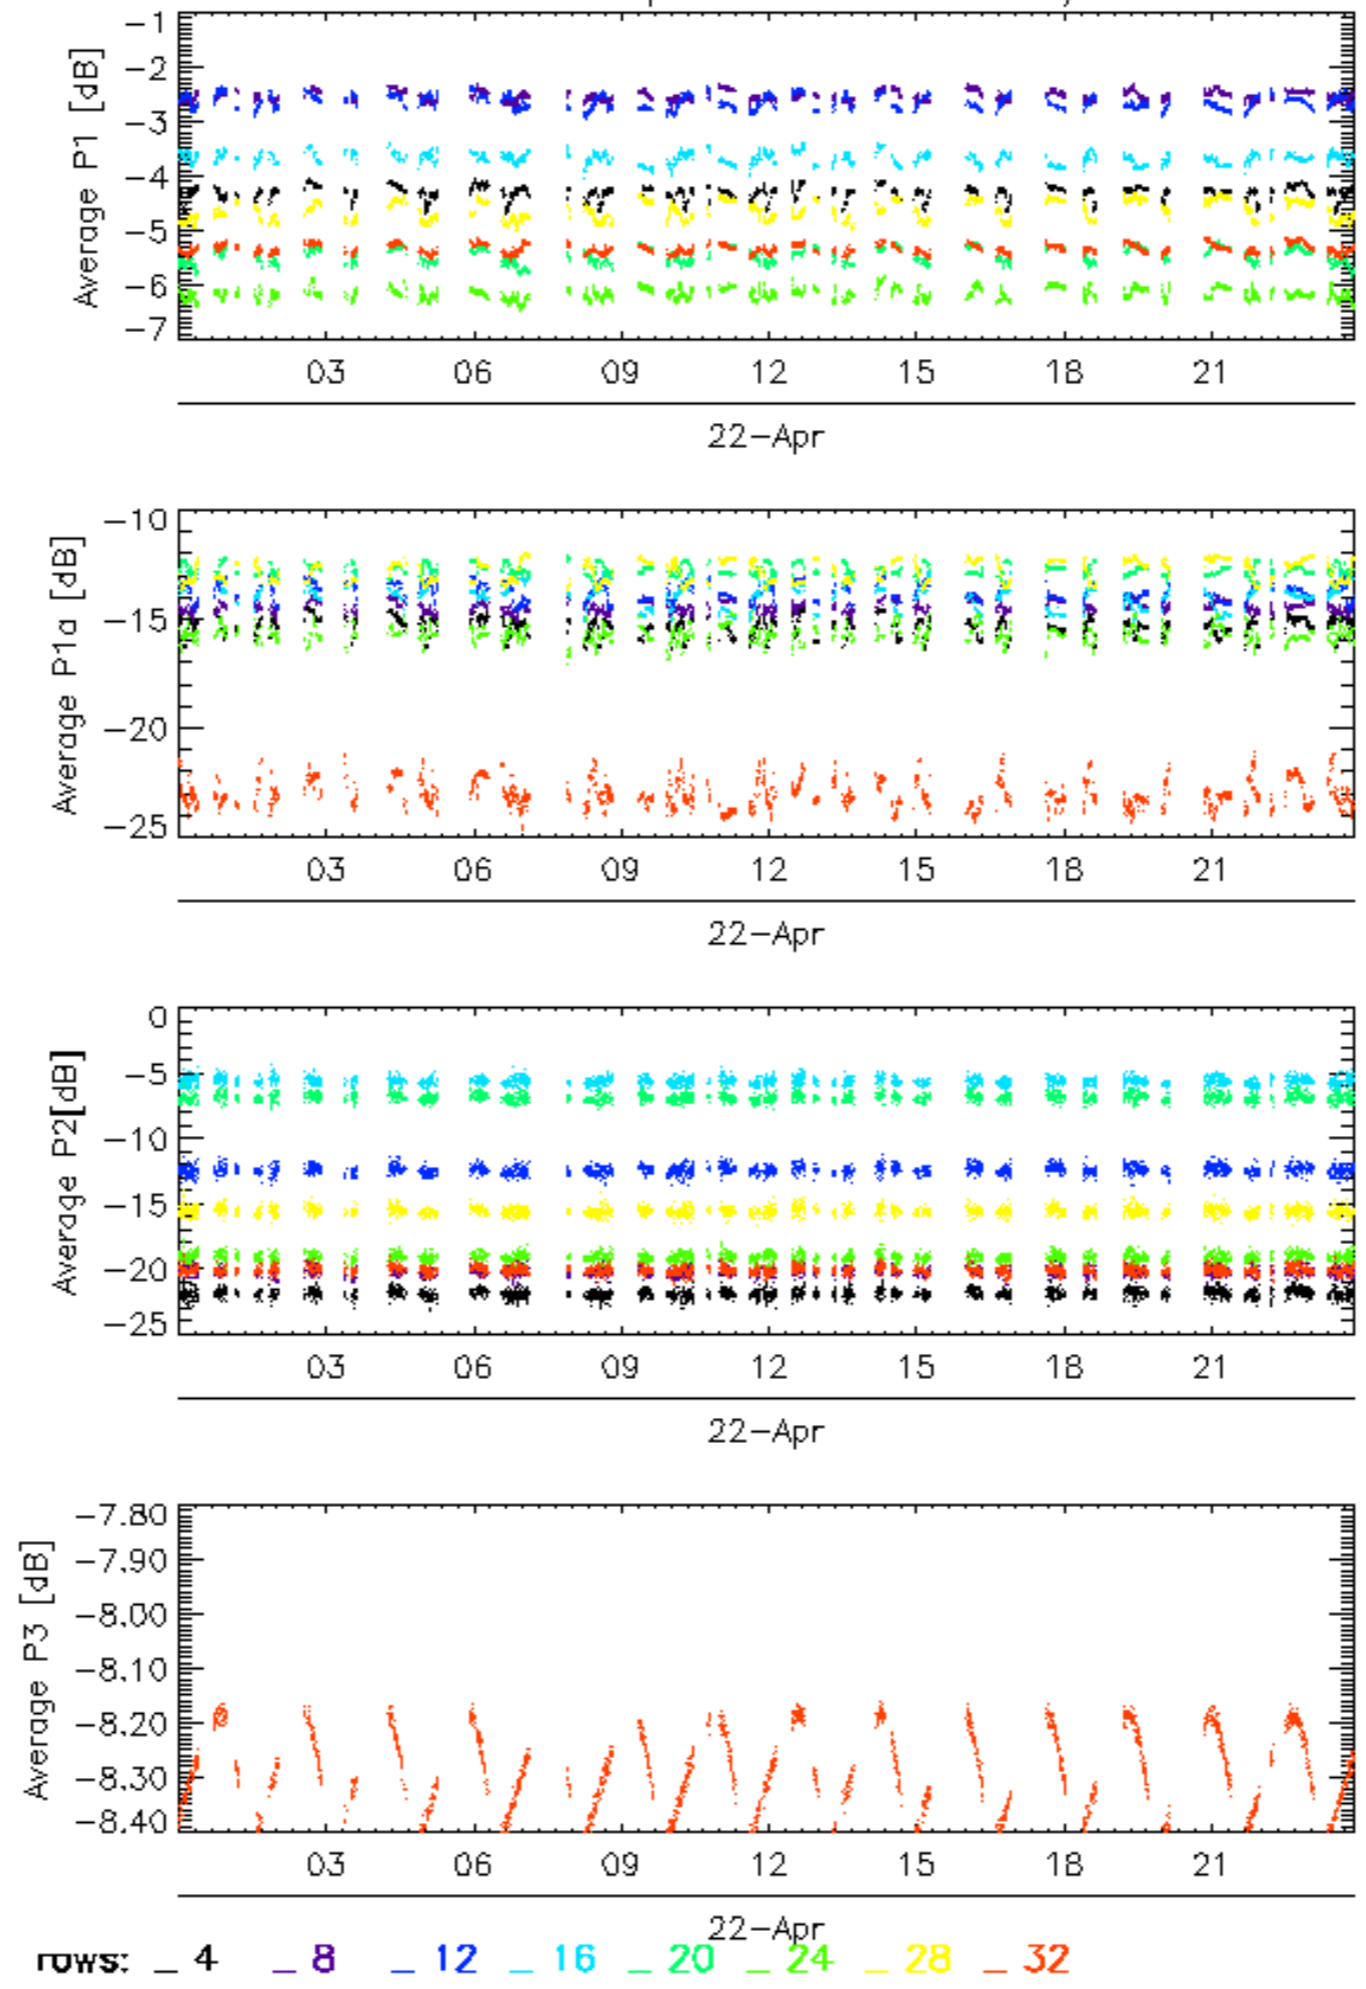 Average P1 [dB]
-1
-2
-3
-4
-5
-6
-7
03 06 09 12 15 18 21
22-Apr
Average P1a [dB]
-10
-15
-20
-25
03 06 09 12 15 18 21
22-Apr
Average P2[dB]
0
-5
-10
-15
-20
-25
03 06 09 12 15 18 21
22-Apr
Average P3 [dB]
-7.80
-7.90
-8.00
-8.10
-8.20
-8.30
-8.40
03 06 09 12 15 18 21
22-Apr
rows: _ 4 _ 8 _ 12 _ 16 _ 20 _ 24 _ 28 _ 32